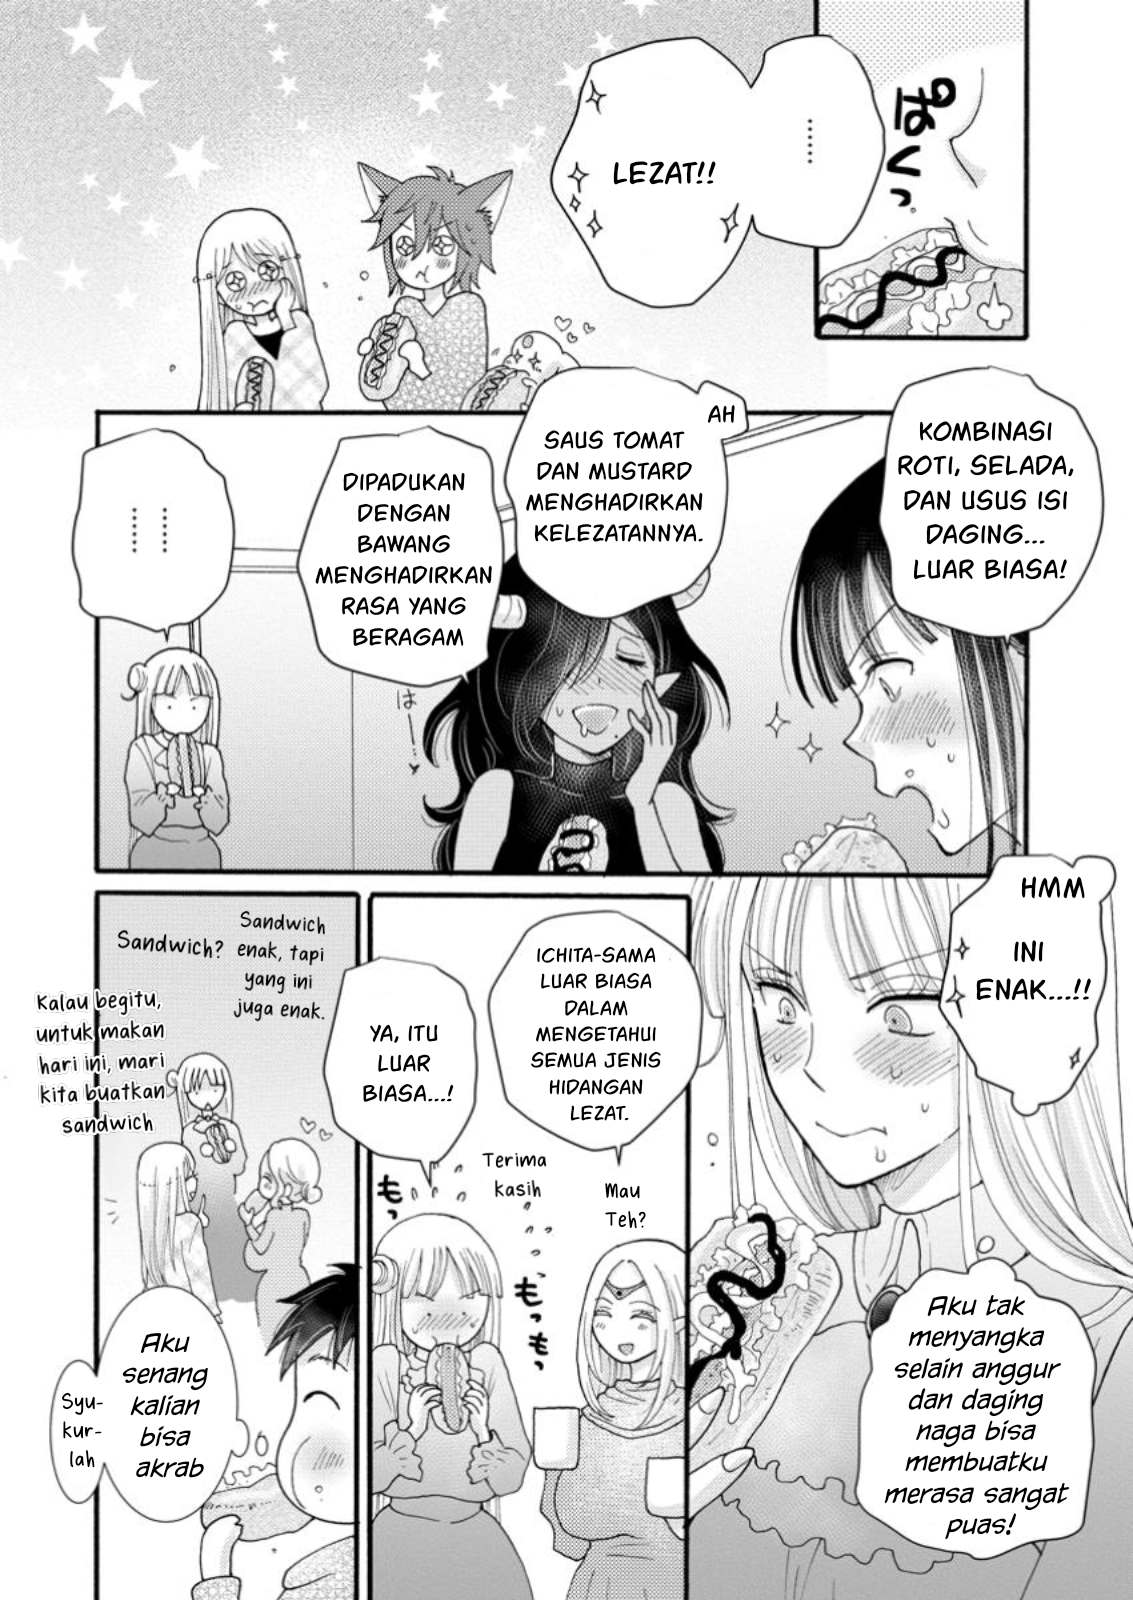 ぱくっ
………
LEZAT!!
KOMBINASI
ROTI, SELADA,
DAN USUS ISI
DAGING...
LUAR BIASA!
AH
SAUS TOMAT
DAN MUSTARD
MENGHADIRKAN
KELEZATANNYA.
DIPADUKAN
DENGAN
BAWANG
MENGHADIRKAN
RASA YANG
BERAGAM
は──…♥
………
………
HMM
INI
ENAK...!!
Aku tak
menyangka
selain anggur
dan daging
naga bisa
membuatku
merasa sangat
puas!
ICHITA-SAMA
LUAR BIASA
DALAM
MENGETAHUI
SEMUA JENIS
HIDANGAN
LEZAT.
Mau
Teh?
YA, ITU
LUAR
BIASA...!
Terima
kasih
もっ
もっもっ
Sandwich
enak, tapi
yang ini
juga enak.
Sandwich?
Kalau begitu,
untuk makan
hari ini, mari
kita buatkan
sandwich
Aku
senang
kalian
bisa
akrab
Syu-
kur-
lah